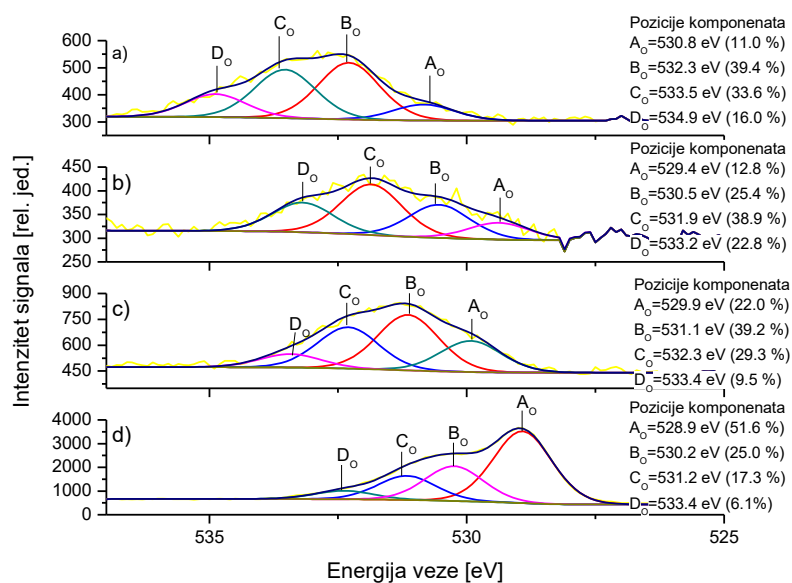 Intenzitet signala [rel. jed.]
600
500
400
300
a)
D_O
C_O
B_O
A_O
Pozicije komponenata
A_O=530.8 eV (11.0 %)
B_O=532.3 eV (39.4 %)
C_O=533.5 eV (33.6 %)
D_O=534.9 eV (16.0 %)
450
400
350
300
250
b)
D_O
C_O
B_O
A_O
Pozicije komponenata
A_O=529.4 eV (12.8 %)
B_O=530.5 eV (25.4 %)
C_O=531.9 eV (38.9 %)
D_O=533.2 eV (22.8 %)
900
750
600
450
c)
D_O
C_O
B_O
A_O
Pozicije komponenata
A_O=529.9 eV (22.0 %)
B_O=531.1 eV (39.2 %)
C_O=532.3 eV (29.3 %)
D_O=533.4 (9.5 %)
4000
3000
2000
1000
0
d)
D_O
C_O
B_O
A_O
Pozicije komponenata
A_O=528.9 eV (51.6 %)
B_O=530.2 eV (25.0 %)
C_O=531.2 eV (17.3 %)
D_O=533.4 (6.1%)
535
530
525
Energija veze [eV]